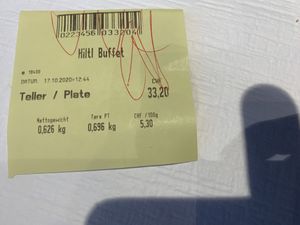 0223456 033204
Hiltl Buffet
DATUM: 17.10.2020/12:44
CHF
Teller / Plate 33,20
Nettogewicht Tara PT CHF /100g
0,626 kg 0,696 kg 5,30